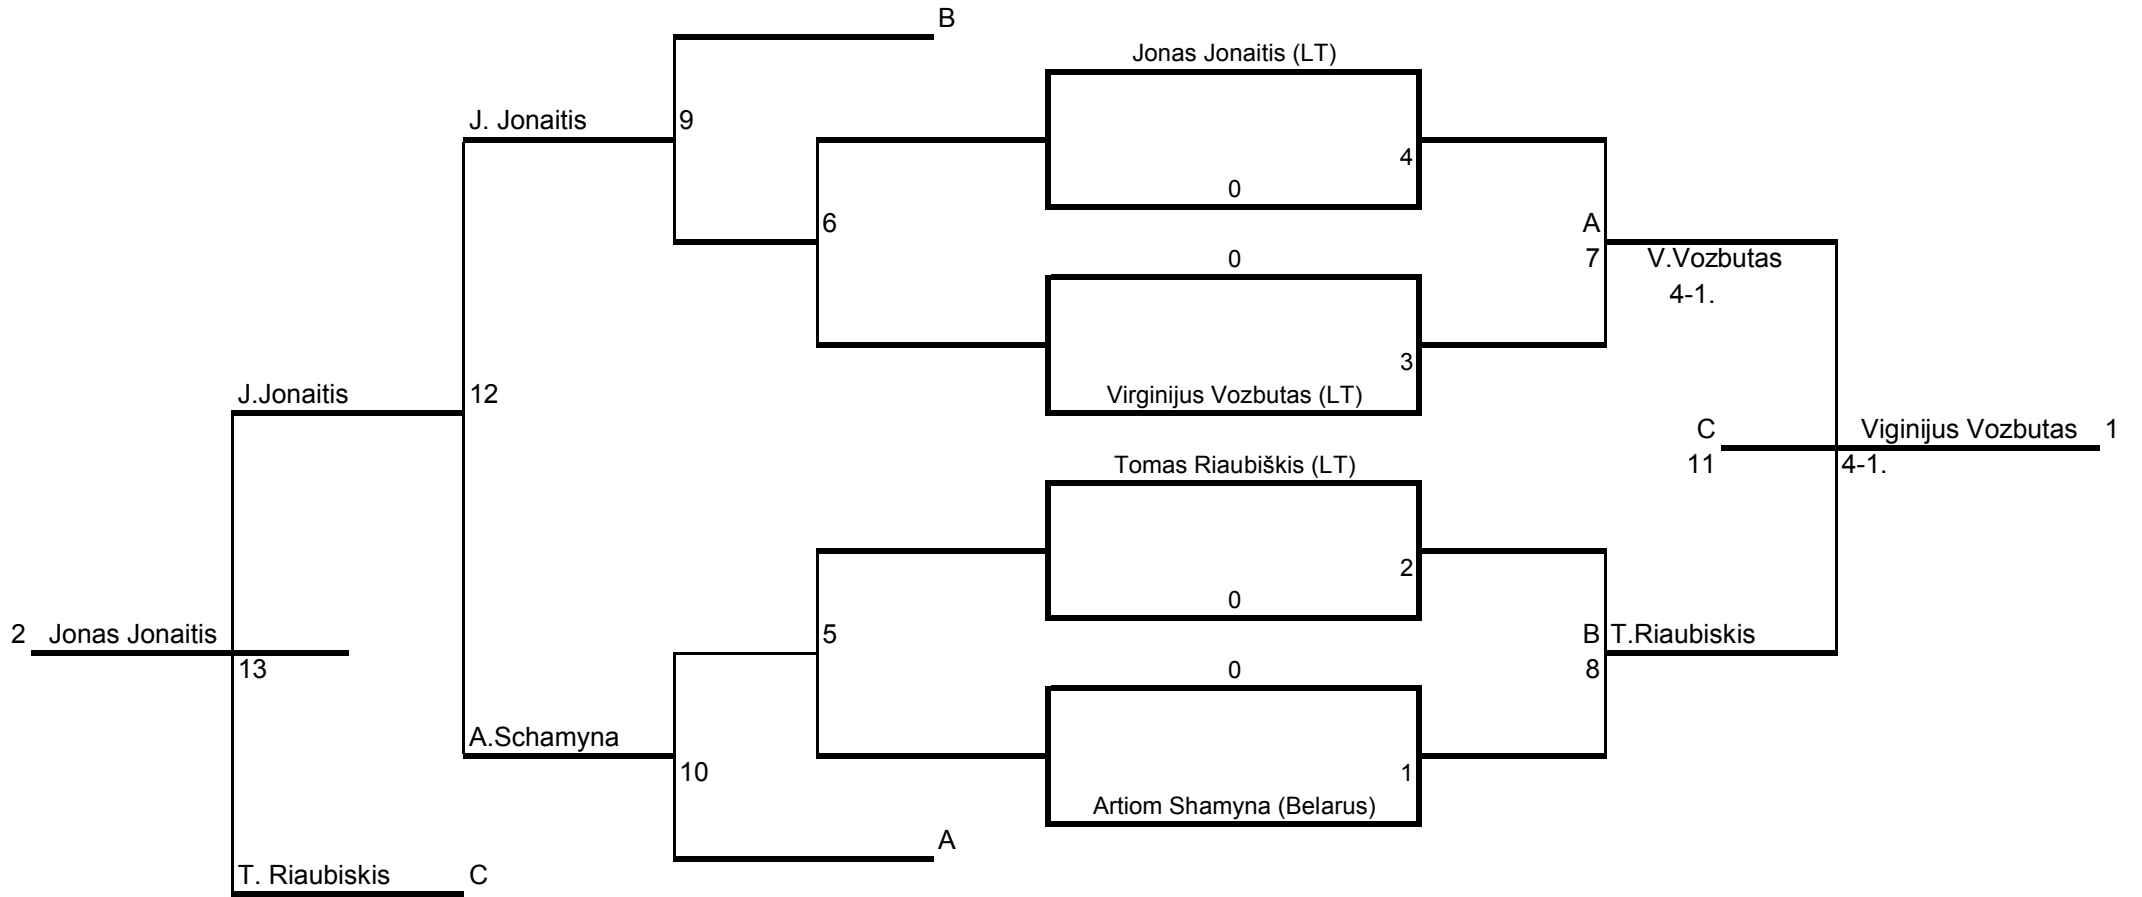 B
Jonas Jonaitis (LT)
J. Jonaitis
9
4
0
6
A
0
7
V.Vozbutas
4-1.
3
J.Jonaitis
12
Virginijus Vozbutas (LT)
C
Viginijus Vozbutas 1
Tomas Riaubiškis (LT)
11
4-1.
2
0
2 Jonas Jonaitis
5
B
T.Riaubiskis
13
0
8
A.Schamyna
10
1
Artiom Shamyna (Belarus)
A
T. Riaubiskis
C